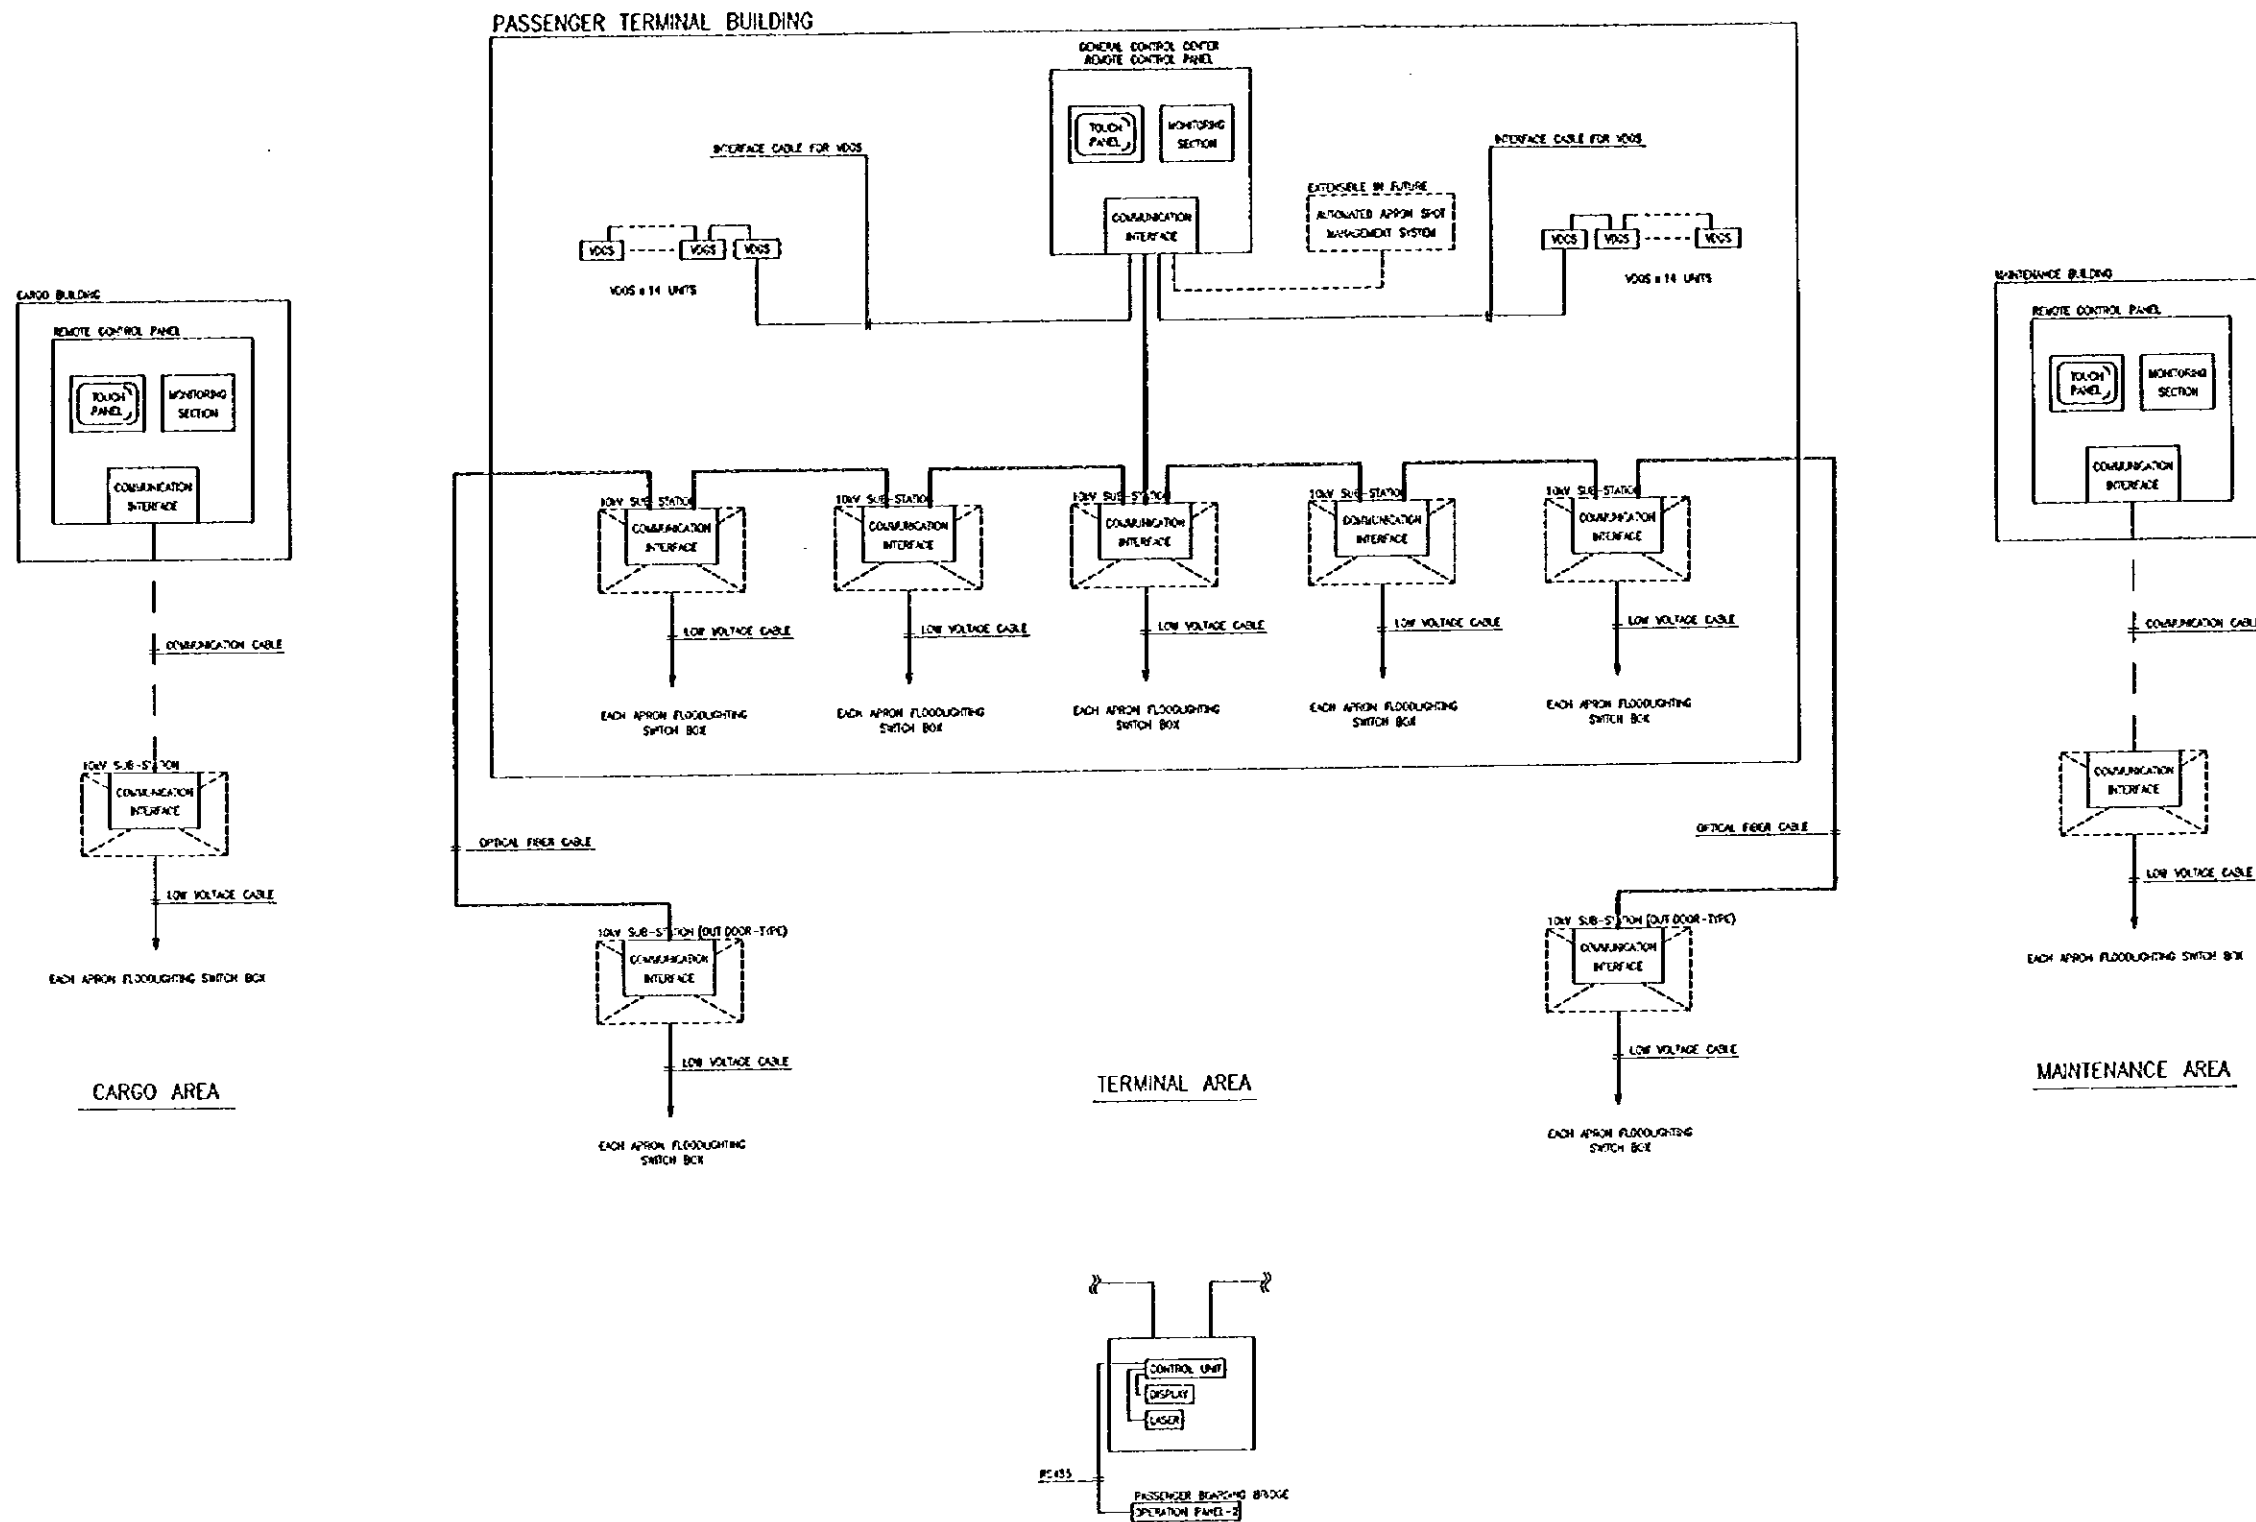 PASSENGER TERMINAL BUILDING
GENERAL CONTROL CENTER
REMOTE CONTROL PANEL
TOUCH
PANEL
MONITORING
SECTION
COMMUNICATION
INTERFACE
INTERFACE CABLE FOR VDGS
INTERFACE CABLE FOR VDGS
EXTENSIBLE IN FUTURE
AUTOMATED APRON SPOT
MANAGEMENT SYSTEM
VDGS
VDGS
VDGS
VDGS x 14 UNITS
VDGS
VDGS
VDGS
VDGS x 14 UNITS
CARGO BUILDING
REMOTE CONTROL PANEL
TOUCH
PANEL
MONITORING
SECTION
COMMUNICATION
INTERFACE
COMMUNICATION CABLE
10kV SUB-STATION
COMMUNICATION
INTERFACE
LOW VOLTAGE CABLE
EACH APRON FLOODLIGHTING SWITCH BOX
CARGO AREA
10kV SUB-STATION
COMMUNICATION
INTERFACE
LOW VOLTAGE CABLE
EACH APRON FLOODLIGHTING
SWITCH BOX
10kV SUB-STATION
COMMUNICATION
INTERFACE
LOW VOLTAGE CABLE
EACH APRON FLOODLIGHTING
SWITCH BOX
10kV SUB-STATION
COMMUNICATION
INTERFACE
LOW VOLTAGE CABLE
EACH APRON FLOODLIGHTING
SWITCH BOX
10kV SUB-STATION
COMMUNICATION
INTERFACE
LOW VOLTAGE CABLE
EACH APRON FLOODLIGHTING
SWITCH BOX
10kV SUB-STATION
COMMUNICATION
INTERFACE
LOW VOLTAGE CABLE
EACH APRON FLOODLIGHTING
SWITCH BOX
OPTICAL FIBER CABLE
OPTICAL FIBER CABLE
10kV SUB-STATION (OUT DOOR-TYPE)
COMMUNICATION
INTERFACE
LOW VOLTAGE CABLE
EACH APRON FLOODLIGHTING
SWITCH BOX
10kV SUB-STATION (OUT DOOR-TYPE)
COMMUNICATION
INTERFACE
LOW VOLTAGE CABLE
EACH APRON FLOODLIGHTING
SWITCH BOX
TERMINAL AREA
MAINTENANCE BUILDING
REMOTE CONTROL PANEL
TOUCH
PANEL
MONITORING
SECTION
COMMUNICATION
INTERFACE
COMMUNICATION CABLE
COMMUNICATION
INTERFACE
LOW VOLTAGE CABLE
EACH APRON FLOODLIGHTING SWITCH BOX
MAINTENANCE AREA
CONTROL UNIT
DISPLAY
LASER
RS485
PASSENGER BOARDING BRIDGE
OPERATION PANEL-2